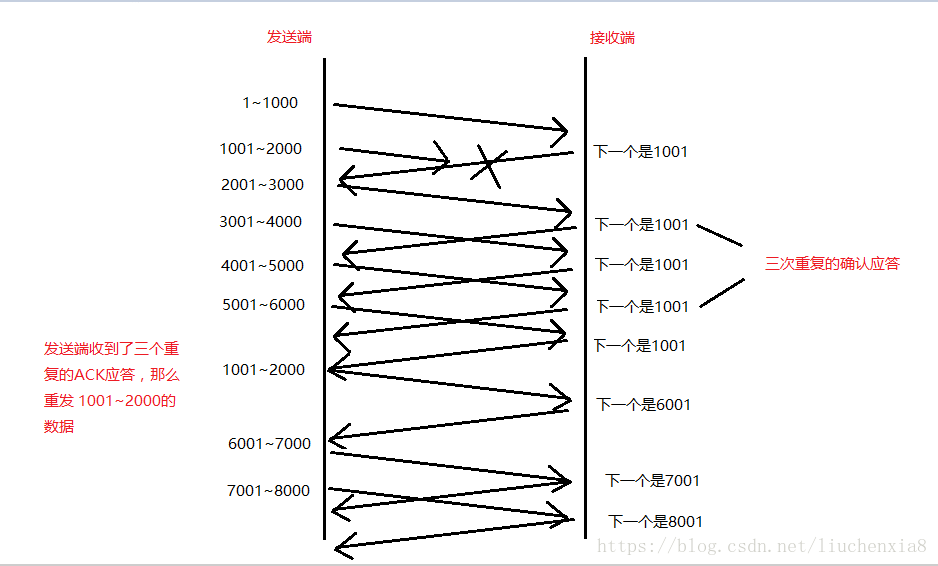 发送端
接收端
1~1000
1001~2000
下一个是1001
2001~3000
3001~4000
下一个是1001
4001~5000
下一个是1001
三次重复的确认应答
5001~6000
下一个是1001
发送端收到了三个重
复的ACK应答，那么
重发 1001~2000的
数据
下一个是1001
1001~2000
下一个是6001
6001~7000
下一个是7001
7001~8000
下一个是8001
https://blog.csdn.net/liuchenxia8